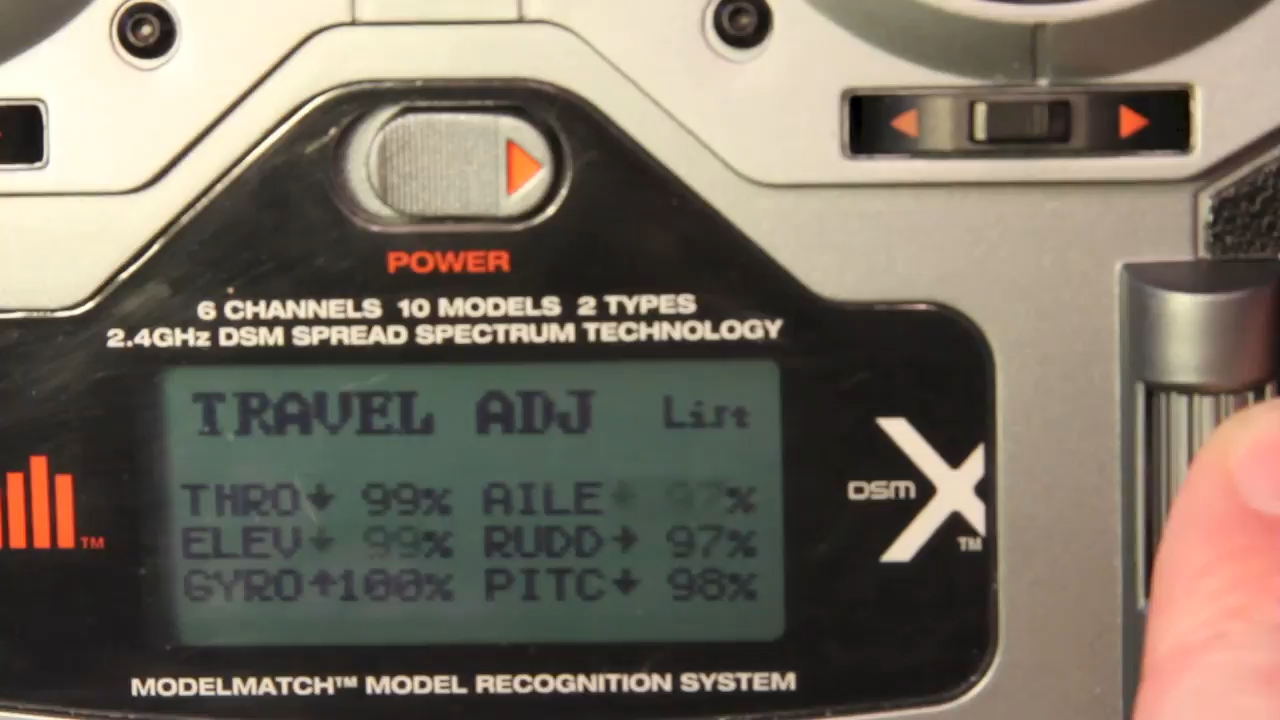 POWER
6 CHANNELS 10 MODELS 2 TYPES
2.4GHz DSM SPREAD SPECTRUM TECHNOLOGY
TRAVEL ADJ List
THRO↓ 99% AILE 97%
ELEV↓ 99% RUDD→ 97%
GYRO↑100% PITC↓ 98%
DSM X™
™
MODELMATCH™ MODEL RECOGNITION SYSTEM